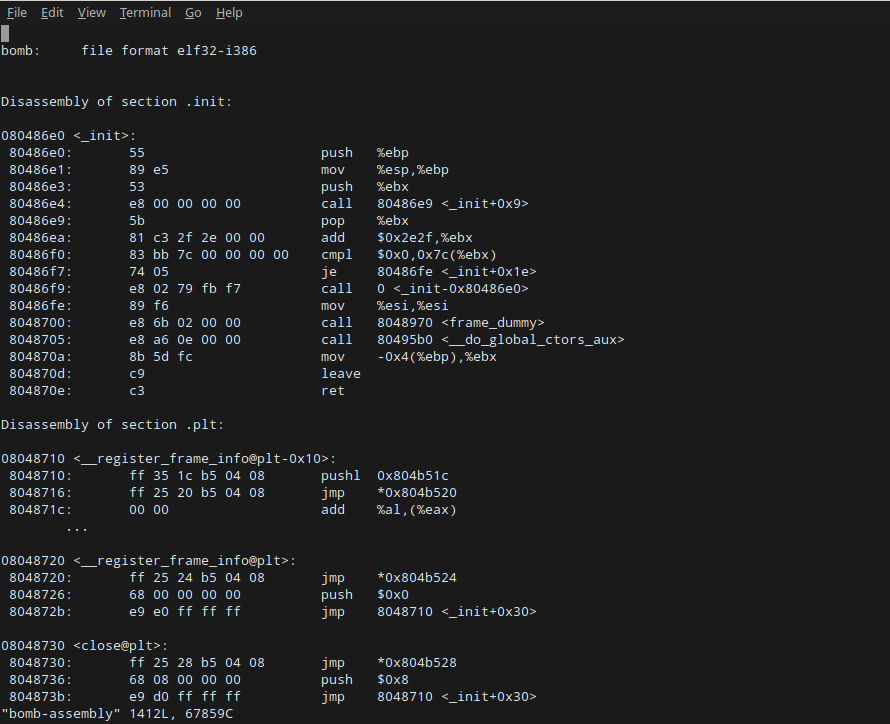 File Edit View Terminal Go Help
bomb:     file format elf32-i386
Disassembly of section .init:
080486e0 <_init>:
 80486e0:       55                      push   %ebp
 80486e1:       89 e5                   mov    %esp,%ebp
 80486e3:       53                      push   %ebx
 80486e4:       e8 00 00 00 00          call   80486e9 <_init+0x9>
 80486e9:       5b                      pop    %ebx
 80486ea:       81 c3 2f 2e 00 00       add    $0x2e2f,%ebx
 80486f0:       83 bb 7c 00 00 00 00    cmpl   $0x0,0x7c(%ebx)
 80486f7:       74 05                   je     80486fe <_init+0x1e>
 80486f9:       e8 02 79 fb f7          call   0 <_init-0x80486e0>
 80486fe:       89 f6                   mov    %esi,%esi
 8048700:       e8 6b 02 00 00          call   8048970 <frame_dummy>
 8048705:       e8 a6 0e 00 00          call   80495b0 <__do_global_ctors_aux>
 804870a:       8b 5d fc                mov    -0x4(%ebp),%ebx
 804870d:       c9                      leave
 804870e:       c3                      ret
Disassembly of section .plt:
08048710 <__register_frame_info@plt-0x10>:
 8048710:       ff 35 1c b5 04 08       pushl  0x804b51c
 8048716:       ff 25 20 b5 04 08       jmp    *0x804b520
 804871c:       00 00                   add    %al,(%eax)
        ...
08048720 <__register_frame_info@plt>:
 8048720:       ff 25 24 b5 04 08       jmp    *0x804b524
 8048726:       68 00 00 00 00          push   $0x0
 804872b:       e9 e0 ff ff ff          jmp    8048710 <_init+0x30>
08048730 <close@plt>:
 8048730:       ff 25 28 b5 04 08       jmp    *0x804b528
 8048736:       68 08 00 00 00          push   $0x8
 804873b:       e9 d0 ff ff ff          jmp    8048710 <_init+0x30>
"bomb-assembly" 1412L, 67859C